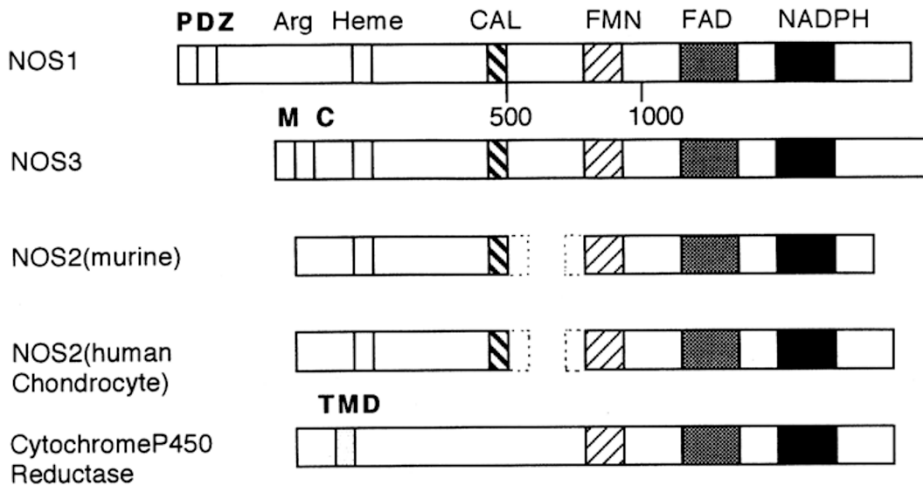 PDZ Arg Heme CAL FMN FAD NADPH
NOS1
500 1000
M C
NOS3
NOS2(murine)
NOS2(human
Chondrocyte)
TMD
CytochromeP450
Reductase